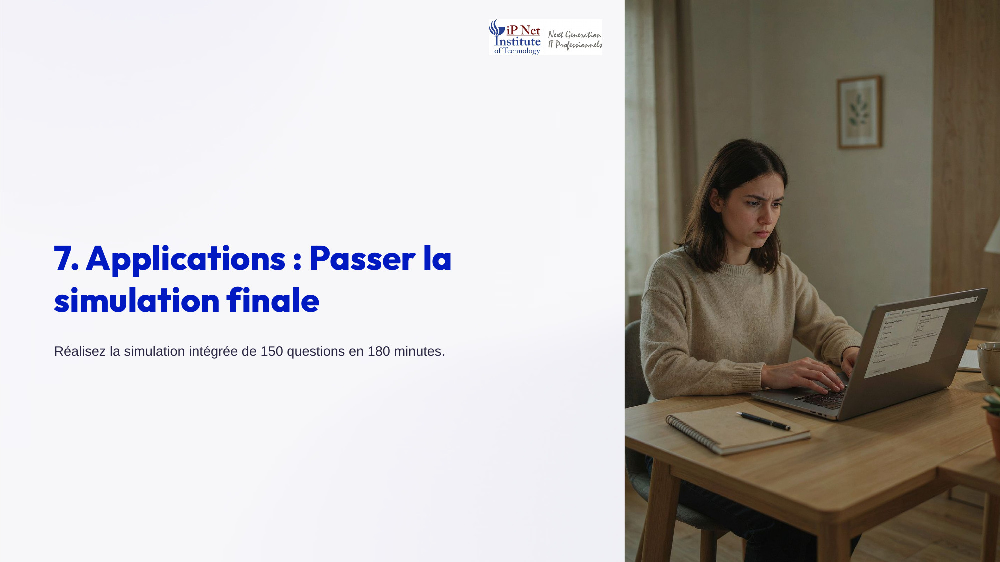 iP Net
Institute
of Technology
Next Generation
IT Professionnels
7. Applications : Passer la
simulation finale
Réalisez la simulation intégrée de 150 questions en 180 minutes.